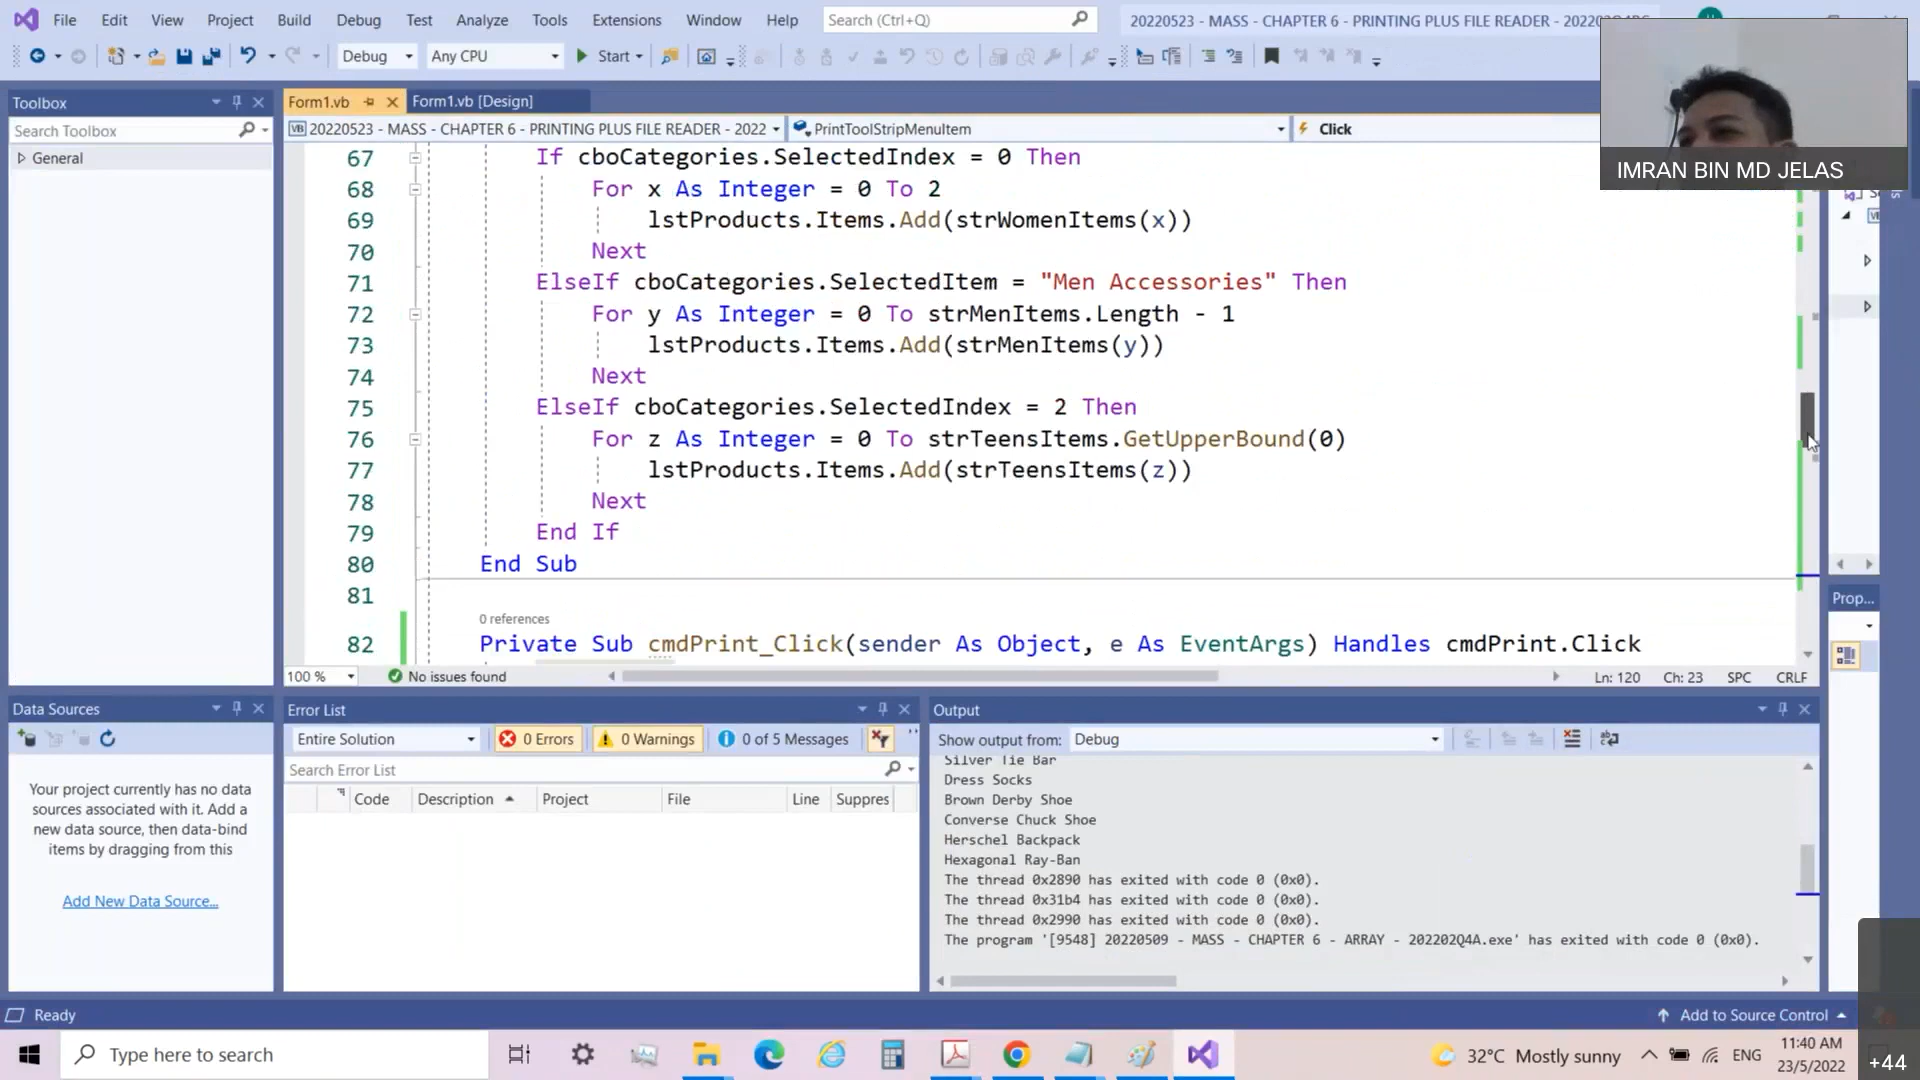 File Edit View Project Build Debug Test Analyze Tools Extensions Window Help Search (Ctrl+Q) 20220523 - MASS - CHAPTER 6 - PRINTING PLUS FILE READER -
Debug Any CPU Start
IMRAN BIN MD JELAS
Toolbox
Search Toolbox
General
Form1.vb Form1.vb [Design]
VB 20220523 - MASS - CHAPTER 6 - PRINTING PLUS FILE READER - 2022 PrintToolStripMenuItem Click
67 If cboCategories.SelectedIndex = 0 Then
68 For x As Integer = 0 To 2
69 lstProducts.Items.Add(strWomenItems(x))
70 Next
71 ElseIf cboCategories.SelectedItem = "Men Accessories" Then
72 For y As Integer = 0 To strMenItems.Length - 1
73 lstProducts.Items.Add(strMenItems(y))
74 Next
75 ElseIf cboCategories.SelectedIndex = 2 Then
76 For z As Integer = 0 To strTeensItems.GetUpperBound(0)
77 lstProducts.Items.Add(strTeensItems(z))
78 Next
79 End If
80 End Sub
81
0 references
82 Private Sub cmdPrint_Click(sender As Object, e As EventArgs) Handles cmdPrint.Click
100 % No issues found Ln: 120 Ch: 23 SPC CRLF
Prop...
Data Sources
Your project currently has no data
sources associated with it. Add a
new data source, then data-bind
items by dragging from this
Add New Data Source...
Error List
Entire Solution 0 Errors 0 Warnings 0 of 5 Messages
Search Error List
Code Description Project File Line Suppres
Output
Show output from: Debug
Silver Tie Bar
Dress Socks
Brown Derby Shoe
Converse Chuck Shoe
Herschel Backpack
Hexagonal Ray-Ban
The thread 0x2890 has exited with code 0 (0x0).
The thread 0x31b4 has exited with code 0 (0x0).
The thread 0x2990 has exited with code 0 (0x0).
The program '[9548] 20220509 - MASS - CHAPTER 6 - ARRAY - 202202Q4A.exe' has exited with code 0 (0x0).
Ready Add to Source Control
Type here to search
32°C Mostly sunny ENG
11:40 AM
23/5/2022
+44